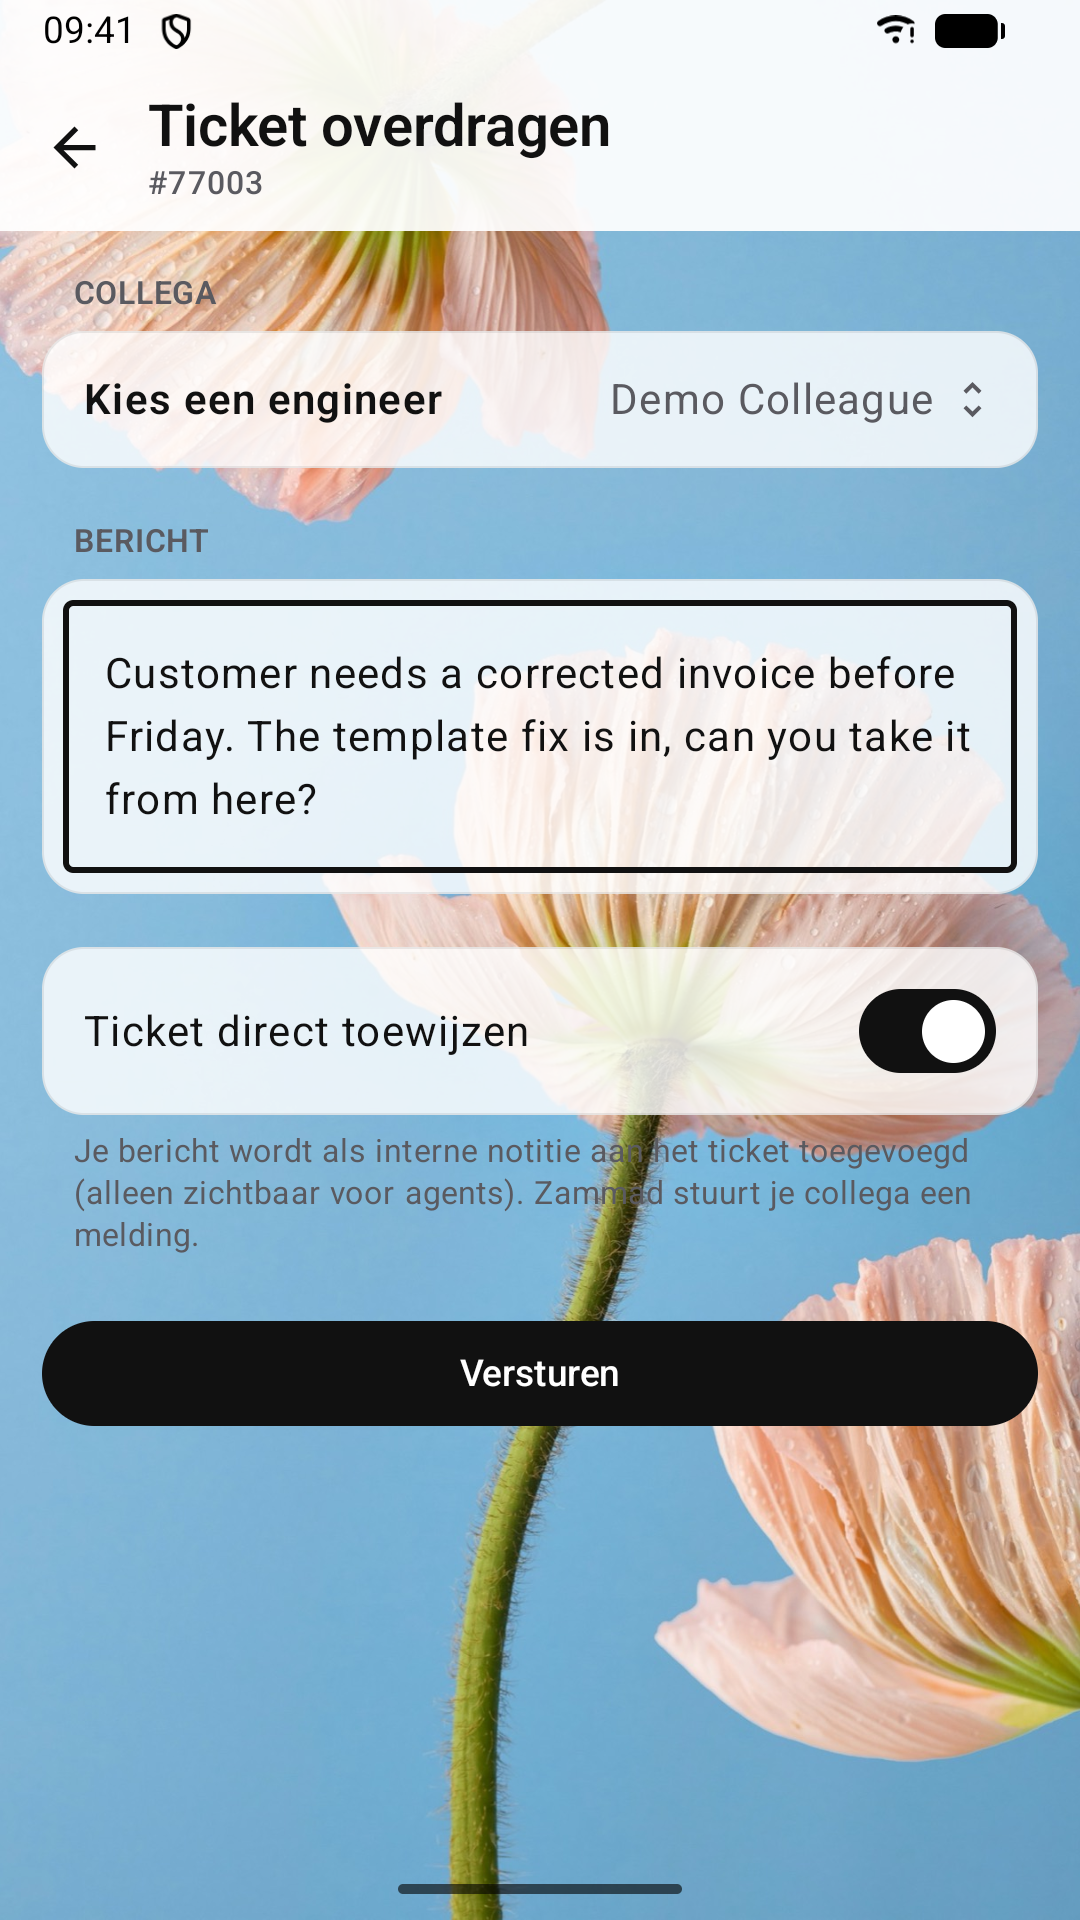 09:41
Ticket overdragen
#77003
COLLEGA
Kies een engineer
Demo Colleague
BERICHT
Customer needs a corrected invoice before
Friday. The template fix is in, can you take it
from here?
Ticket direct toewijzen
Je bericht wordt als interne notitie aan het ticket toegevoegd
(alleen zichtbaar voor agents). Zammad stuurt je collega een
melding.
Versturen